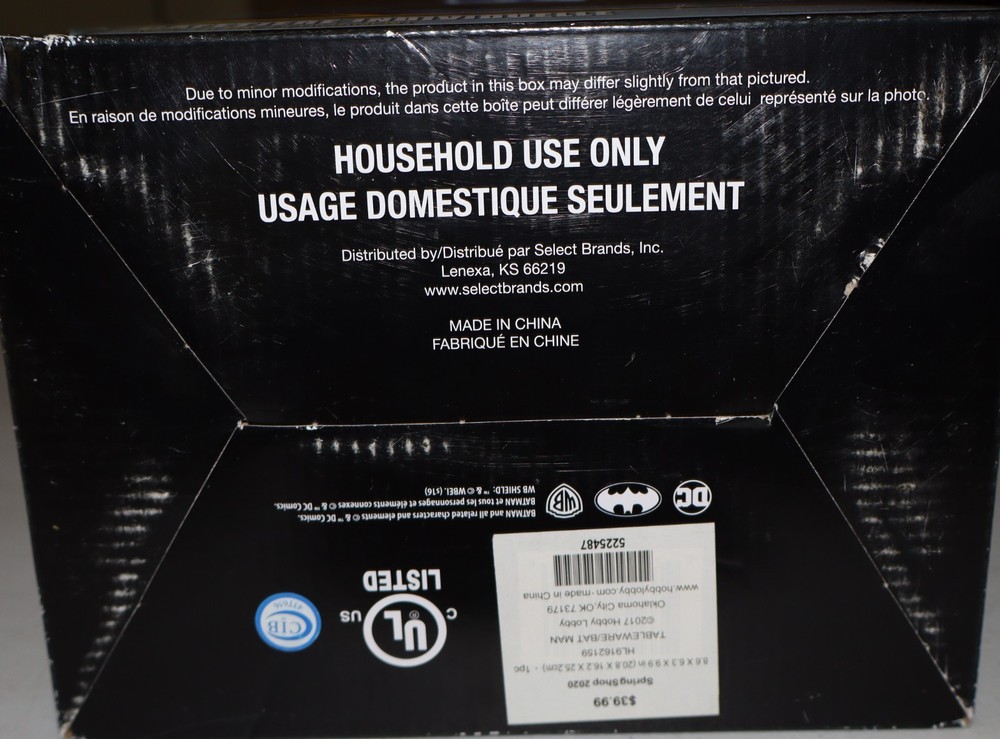 Due to minor modifications, the product in this box may differ slightly from that pictured.
En raison de modifications mineures, le produit dans cette boîte peut différer légèrement de celui représenté sur la photo.
HOUSEHOLD USE ONLY
USAGE DOMESTIQUE SEULEMENT
Distributed by/Distribué par Select Brands, Inc.
Lenexa, KS 66219
www.selectbrands.com
MADE IN CHINA
FABRIQUÉ EN CHINE
$39.99
Spring Shop 2020
8.6 X 6.3 X 9.9 in (20.8 X 16.2 X 25.2cm) - 1pc
HL9162159
TABLEWARE/BAT MAN
©2017 Hobby Lobby
Oklahoma City, OK 73179
www.hobbylobby.com - made in China
5225487
C UL ® US
LISTED
CIB
DC
WB
BATMAN and all related characters and elements © & ™ DC Comics.
BATMAN et tous les personnages et éléments connexes © & ™ DC Comics.
WB SHIELD: ™ & © WBEI. (s16)